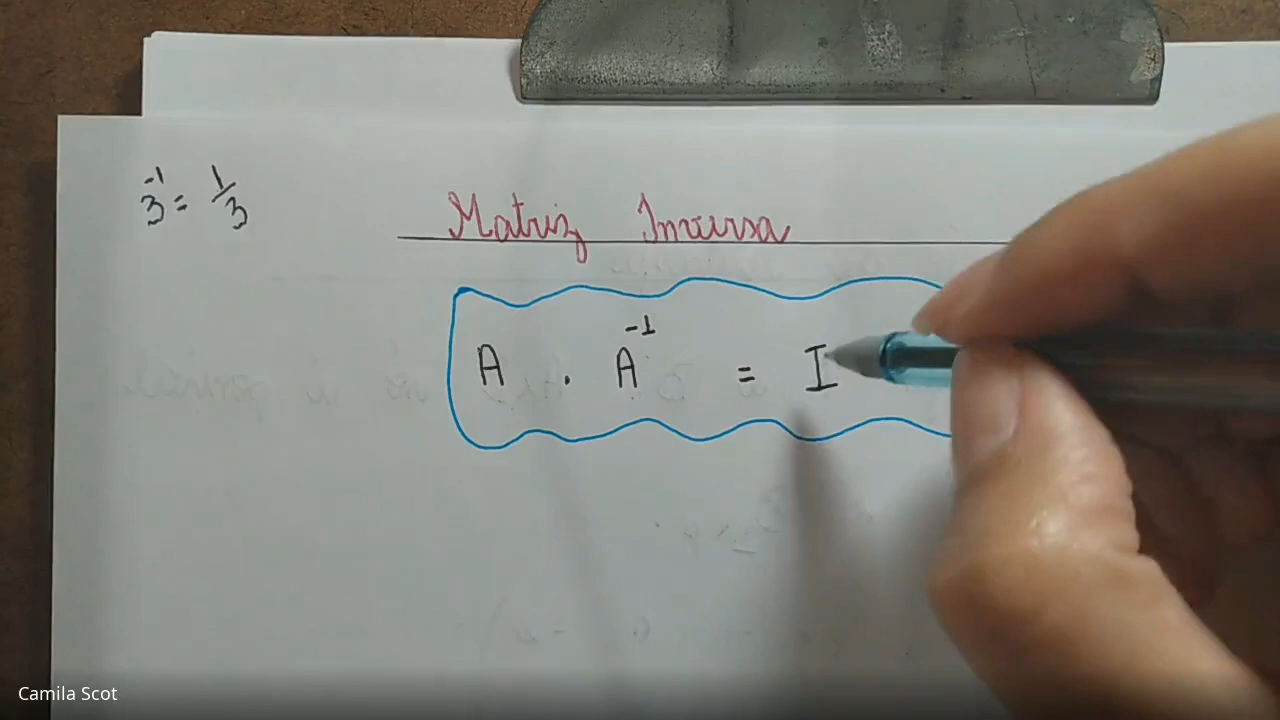 3⁻¹ = 1/3
Matriz Inversa
A . A⁻¹ = I
Camila Scot